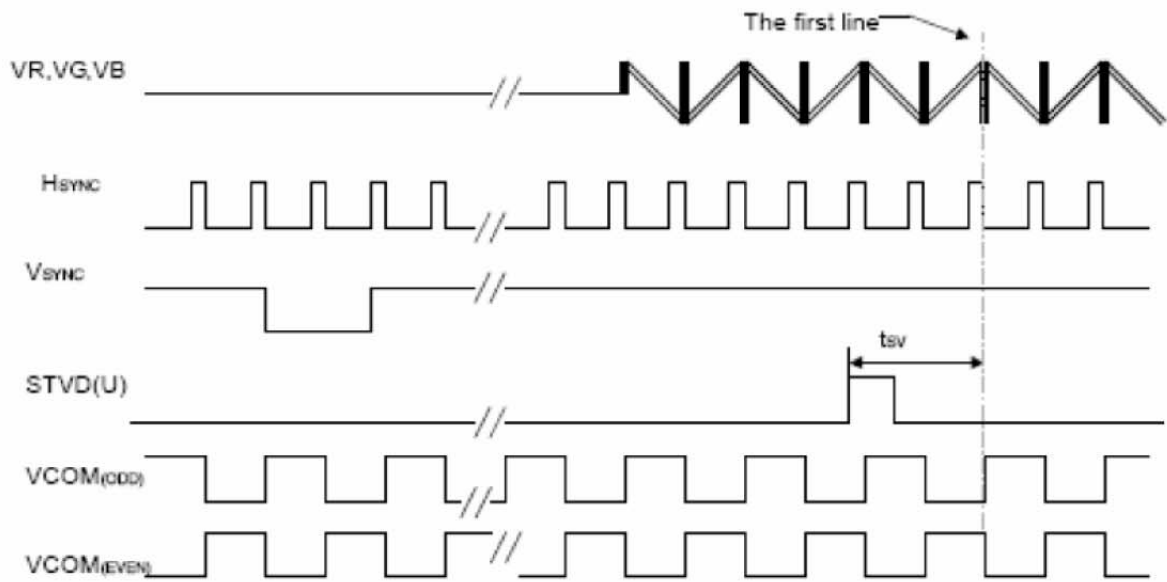 The first line
VR,VG,VB
HSYNC
VSYNC
tsv
STVD(U)
VCOM(ODD)
VCOM(EVEN)